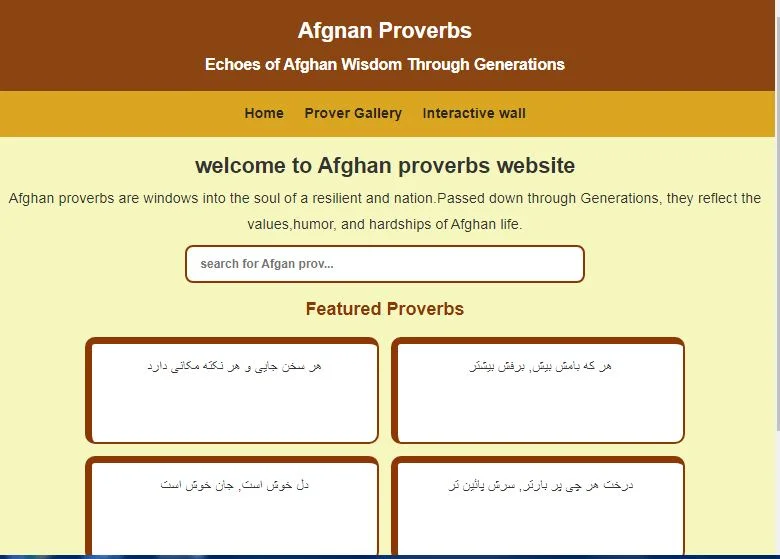 Afgnan Proverbs
Echoes of Afghan Wisdom Through Generations
Home Prover Gallery Interactive wall
welcome to Afghan proverbs website
Afghan proverbs are windows into the soul of a resilient and nation.Passed down through Generations, they reflect the
values,humor, and hardships of Afghan life.
search for Afgan prov...
Featured Proverbs
هر سخن جایی و هر نکته مکانی دارد
هر که بامش بیش, برفش بیشتر
دل خوش است, جان خوش است
درخت هر چی پر بارتر, سرش پائین تر